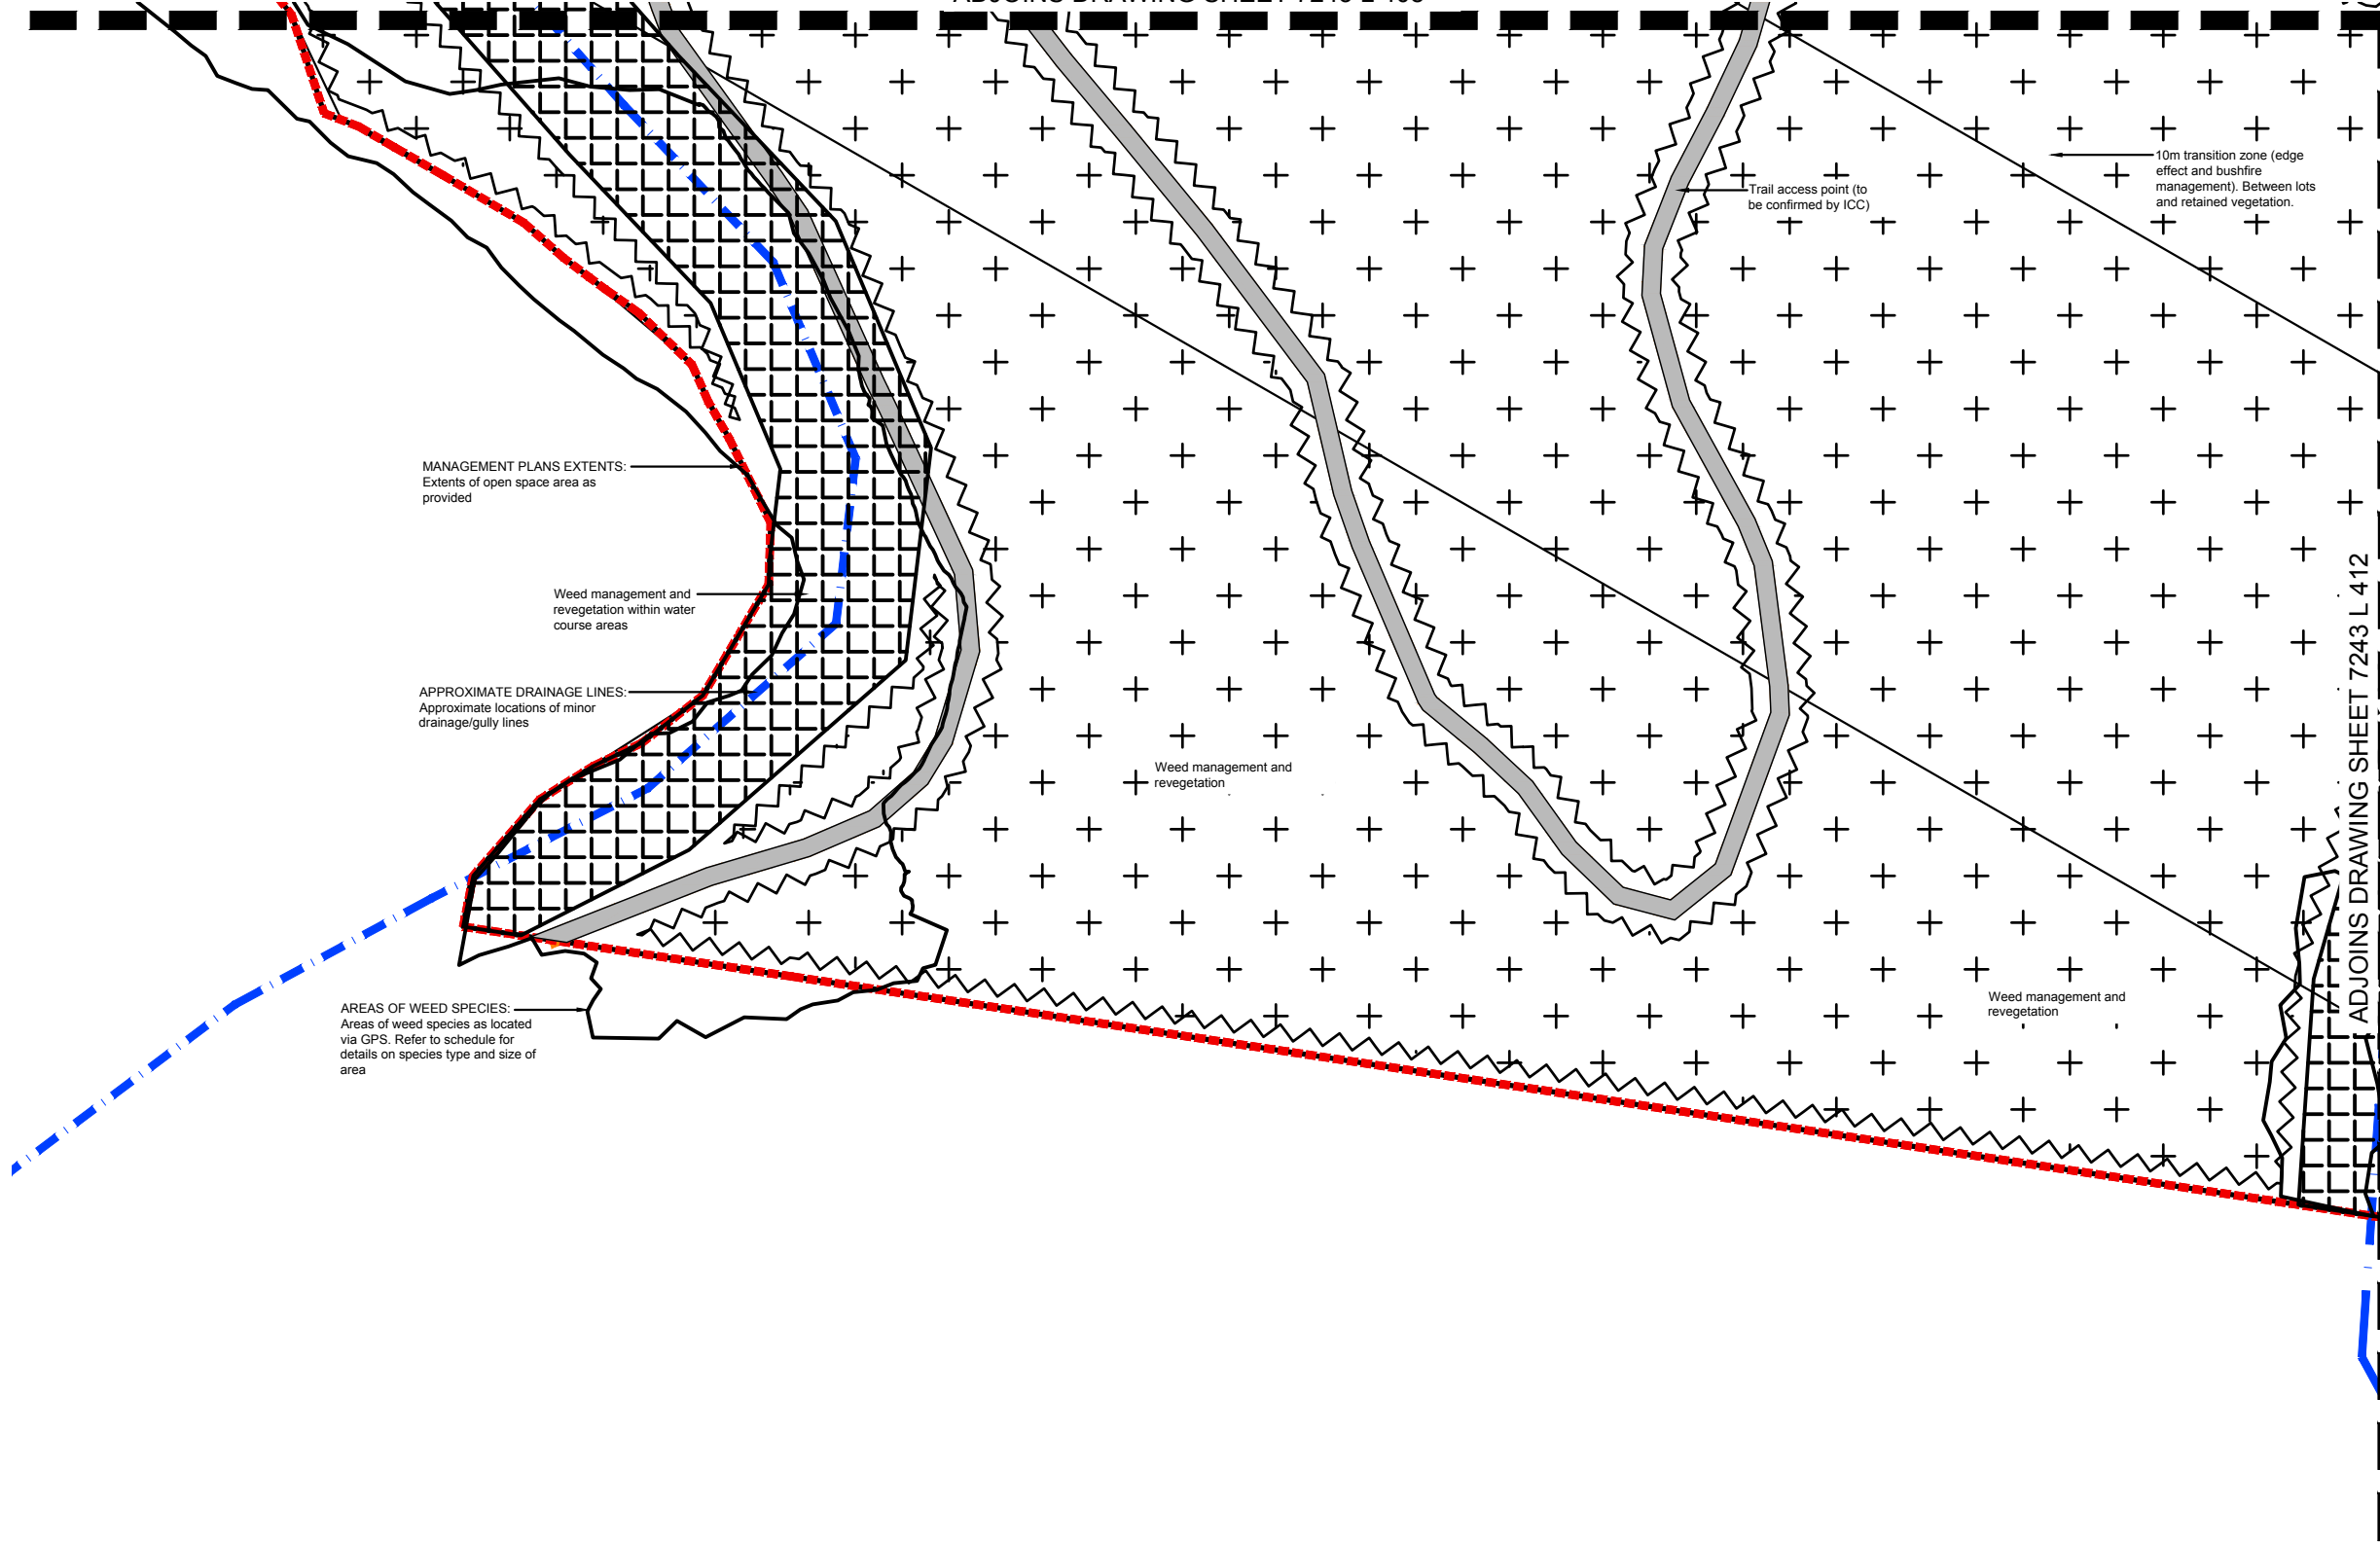 10m transition zone (edge
effect and bushfire
management). Between lots
and retained vegetation.
Trail access point (to
be confirmed by ICC)
MANAGEMENT PLANS EXTENTS:
Extents of open space area as
provided
Weed management and
revegetation within water
course areas
APPROXIMATE DRAINAGE LINES:
Approximate locations of minor
drainage/gully lines
Weed management and
revegetation
AREAS OF WEED SPECIES:
Areas of weed species as located
via GPS. Refer to schedule for
details on species type and size of
area
Weed management and
revegetation
ADJOINS DRAWING SHEET 7243 L 412